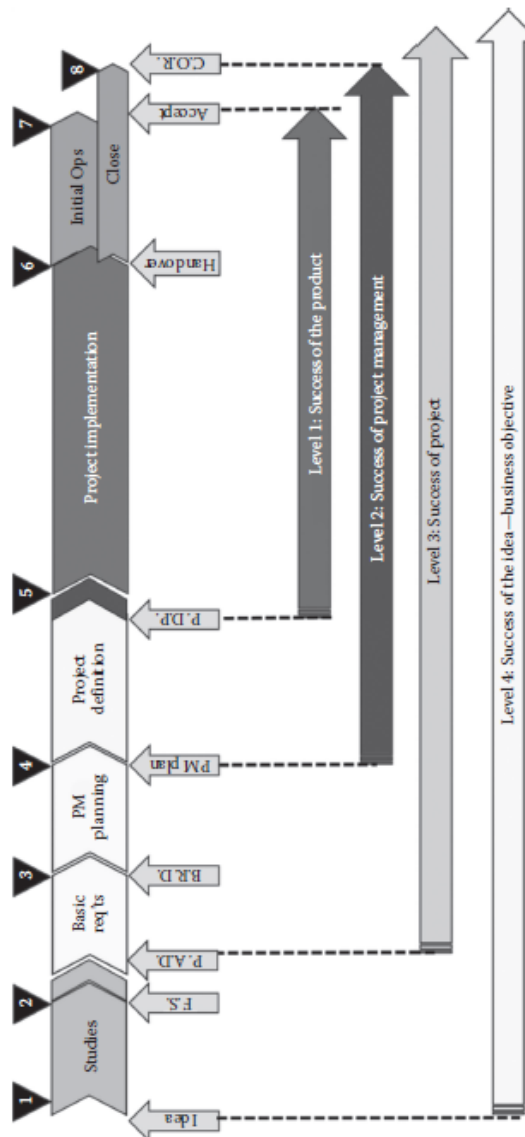 1
2
3
4
5
6
7
8
Studies
Basic
req'ts
PM
planning
Project
definition
Project implementation
Initial Ops
Close
Idea
F.S.
P.A.D.
B.R.D.
PM plan
P.D.P.
Handover
Accept
C.O.R.
Level 1: Success of the product
Level 2: Success of project management
Level 3: Success of project
Level 4: Success of the idea—business objective